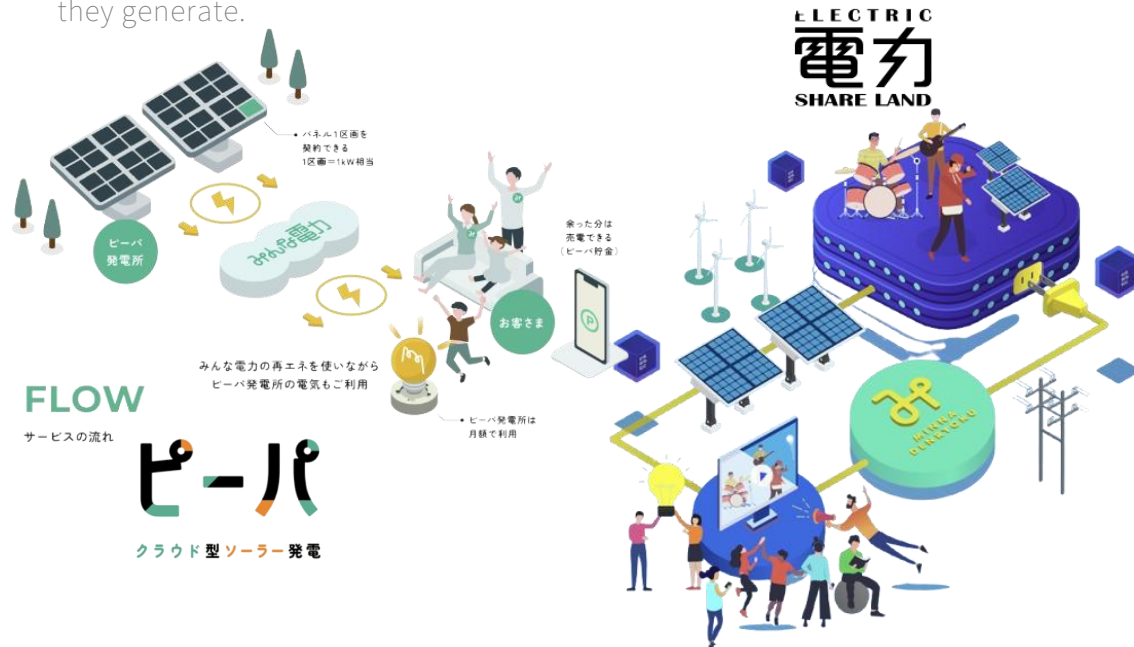 they generate.
パネル1区画を
契約できる
1区画=1kW相当
ピーパ
発電所
みんな電力
お客さま
余った分は
売電できる
(ピーパ貯金)
P
みんな電力の再エネを使いながら
ピーパ発電所の電気もご利用
ピーパ発電所は
月額で利用
FLOW
サービスの流れ
ピーパ
クラウド型ソーラー発電
ELECTRIC
電力
SHARE LAND
MINNA
DENRYOKU